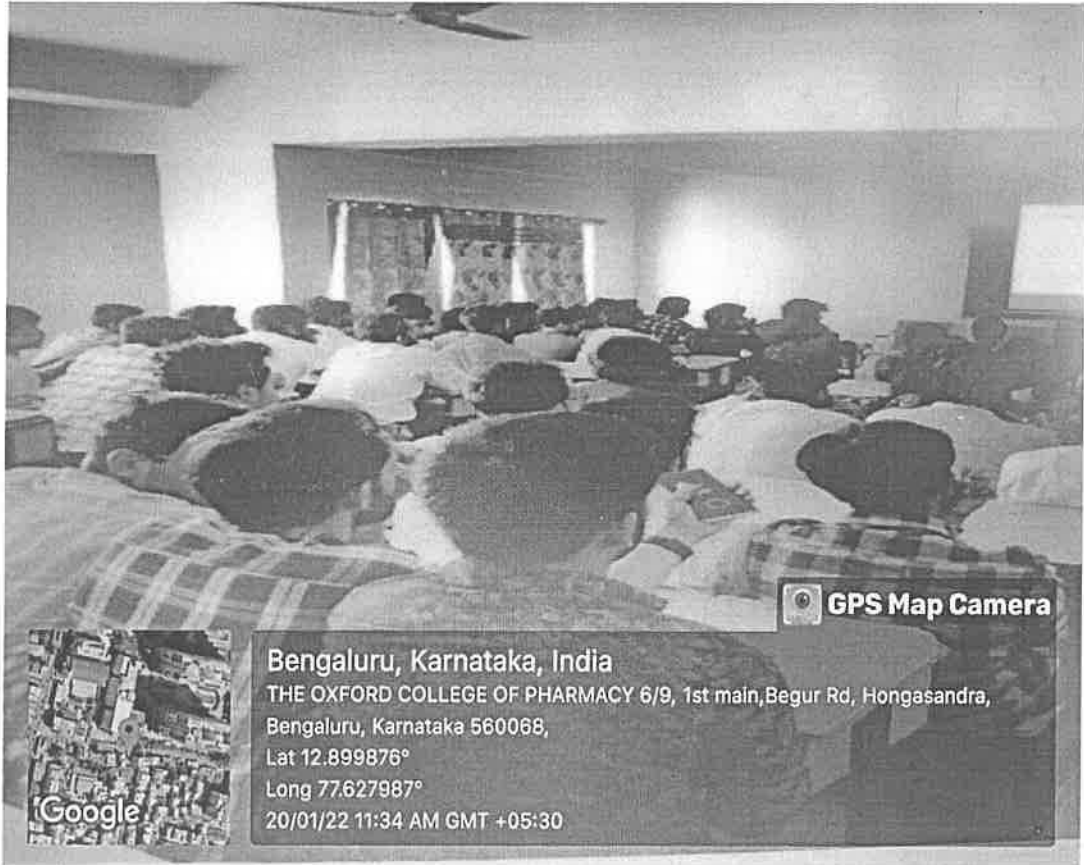 GPS Map Camera
Bengaluru, Karnataka, India
THE OXFORD COLLEGE OF PHARMACY 6/9, 1st main,Begur Rd, Hongasandra,
Bengaluru, Karnataka 560068,
Lat 12.899876°
Long 77.627987°
20/01/22 11:34 AM GMT +05:30
Google